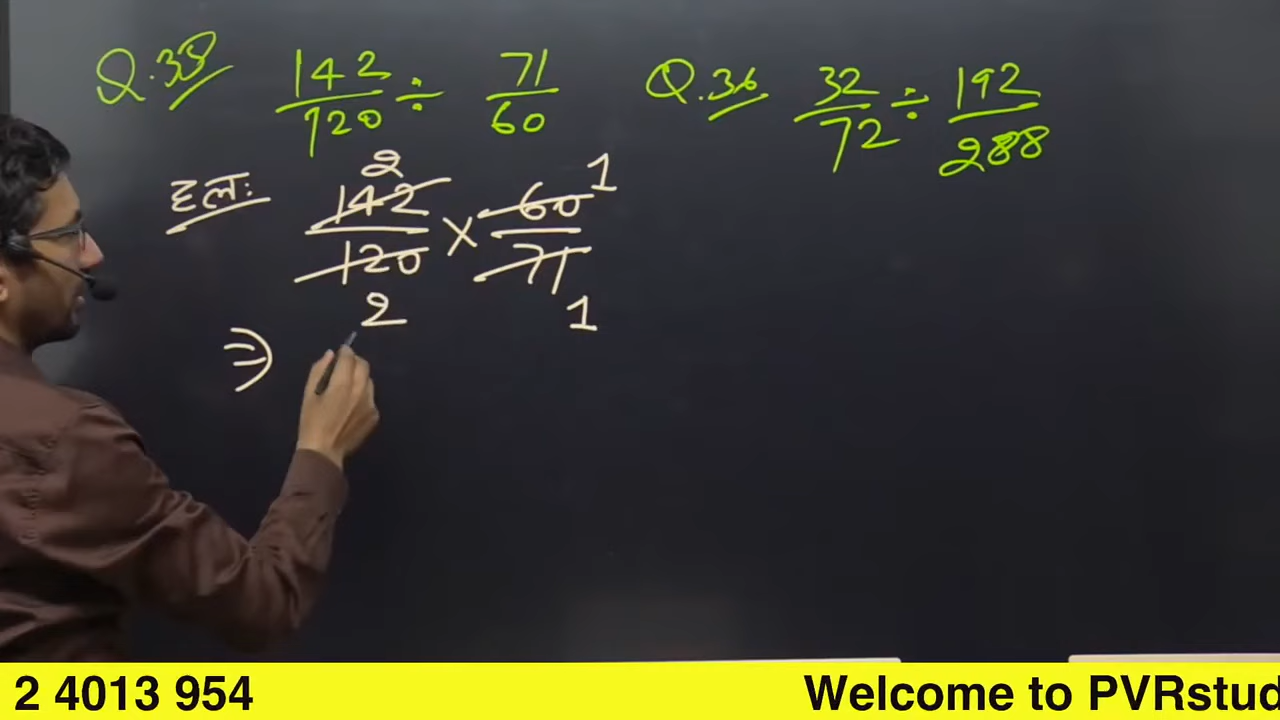 Q.35 142/120 ÷ 71/60
हल: 2 1
142/120 × 60/71
2 1
⇒
Q.36 32/72 ÷ 192/288
2 4013 954 Welcome to PVRstud